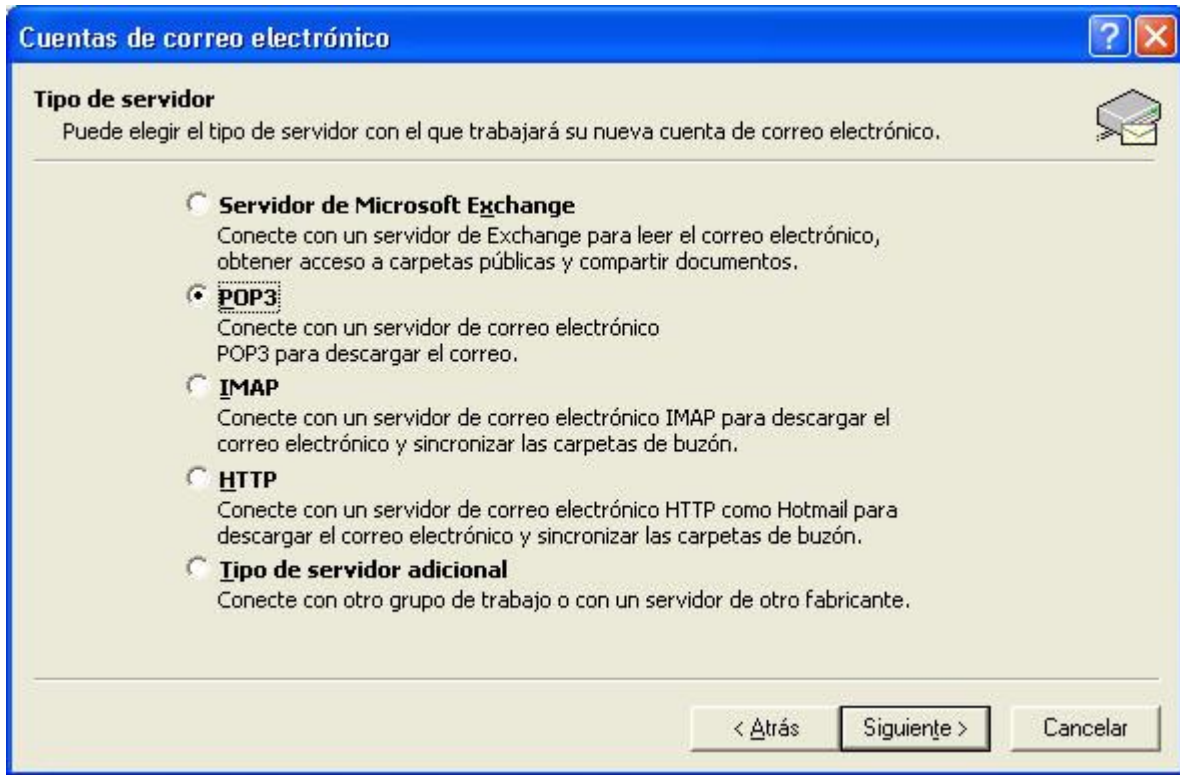 Cuentas de correo electrónico
?
Tipo de servidor
Puede elegir el tipo de servidor con el que trabajará su nueva cuenta de correo electrónico.
Servidor de Microsoft Exchange
Conecte con un servidor de Exchange para leer el correo electrónico,
obtener acceso a carpetas públicas y compartir documentos.
POP3
Conecte con un servidor de correo electrónico
POP3 para descargar el correo.
IMAP
Conecte con un servidor de correo electrónico IMAP para descargar el
correo electrónico y sincronizar las carpetas de buzón.
HTTP
Conecte con un servidor de correo electrónico HTTP como Hotmail para
descargar el correo electrónico y sincronizar las carpetas de buzón.
Tipo de servidor adicional
Conecte con otro grupo de trabajo o con un servidor de otro fabricante.
< Atrás Siguiente > Cancelar